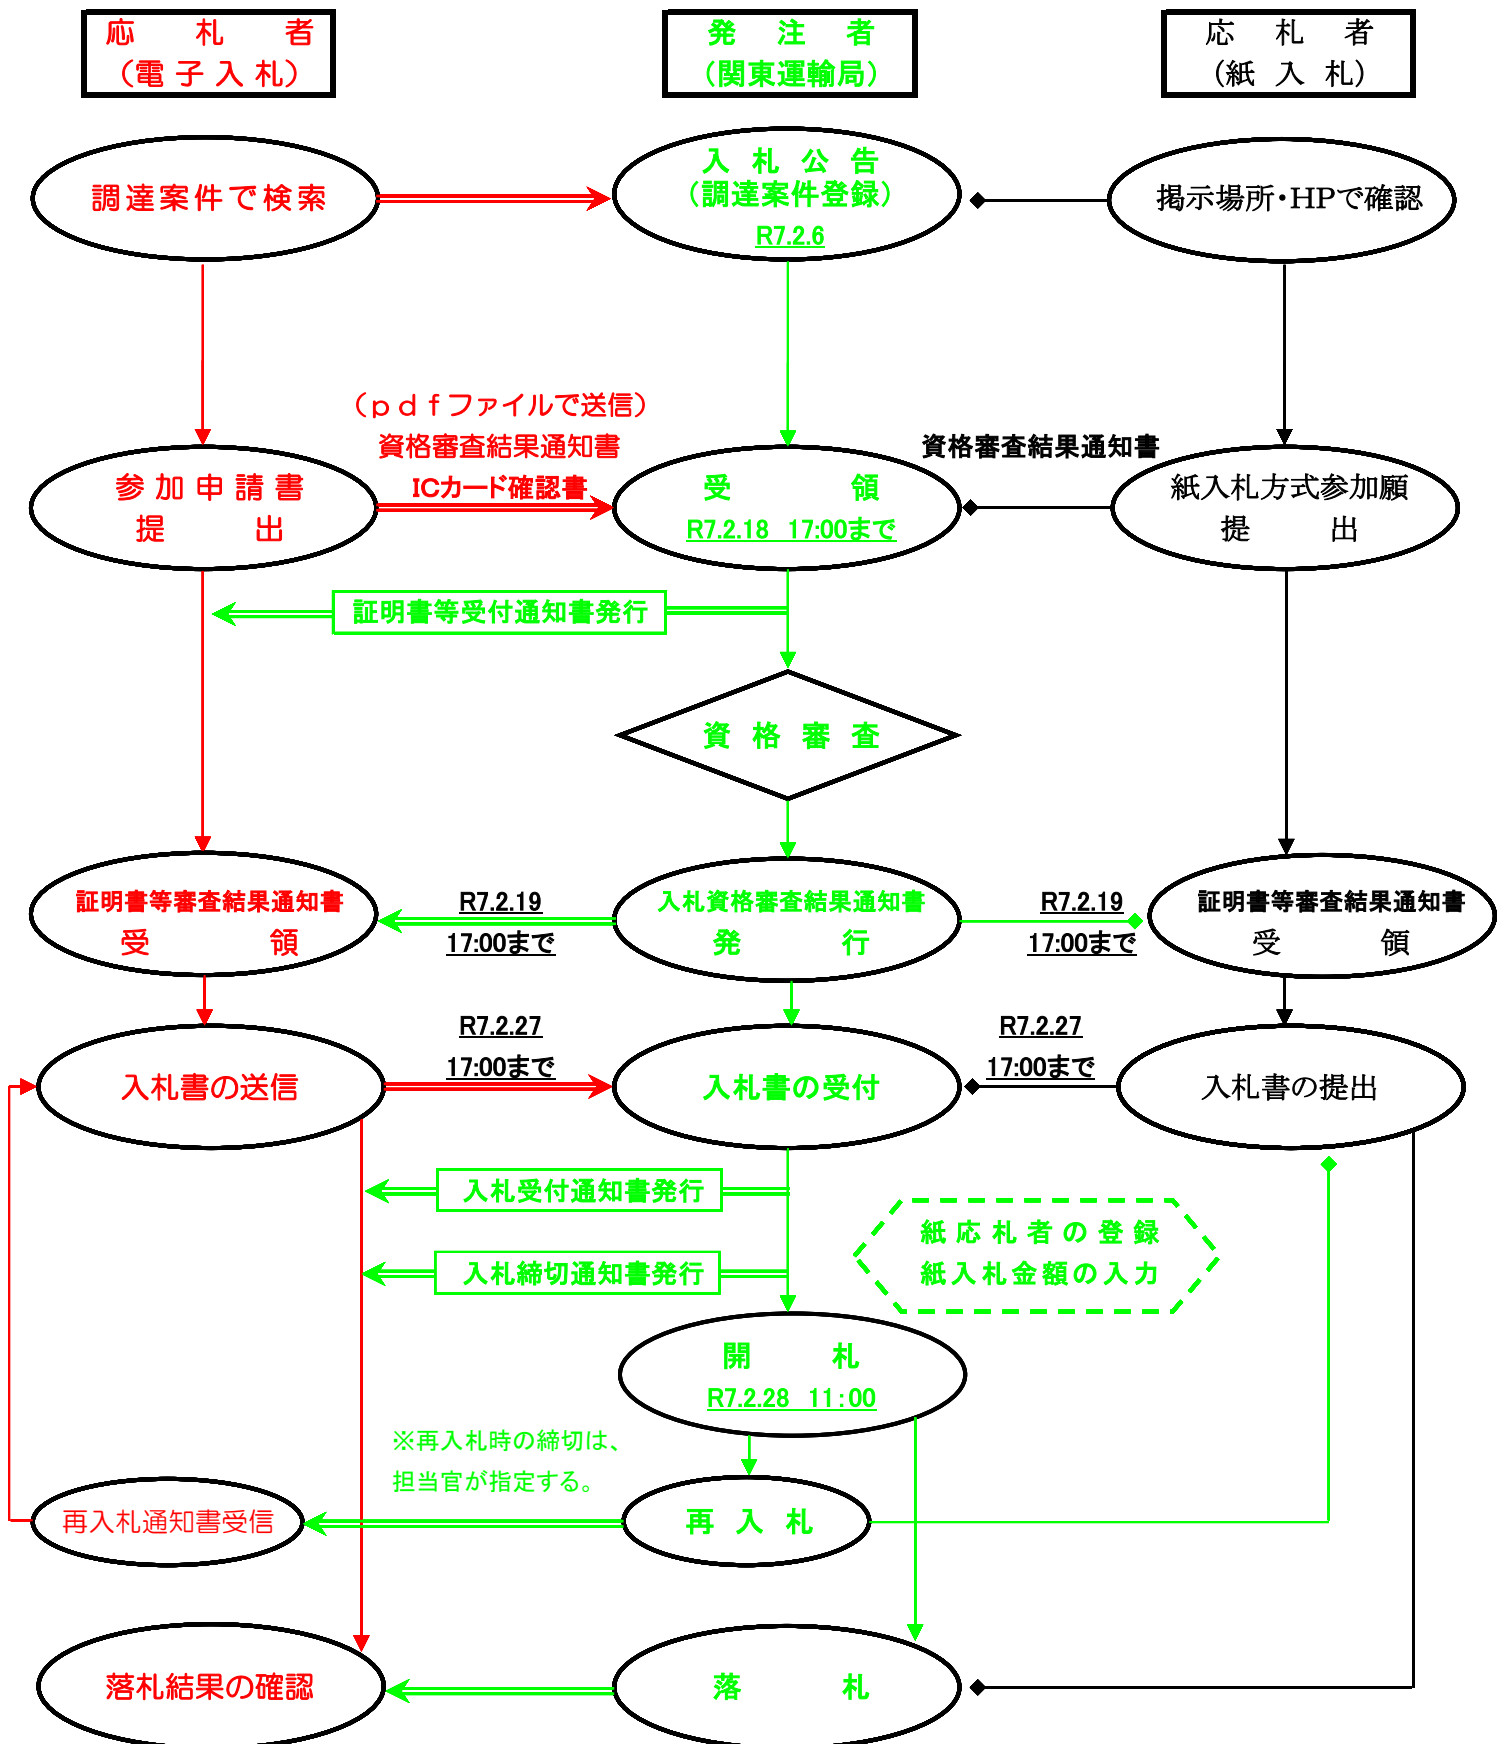 応札者
（電子入札）
発注者
（関東運輸局）
応札者
（紙入札）
調達案件で検索
入札公告
（調達案件登録）
R7.2.6
掲示場所・HPで確認
（ｐｄｆファイルで送信）
資格審査結果通知書
ICカード確認書
資格審査結果通知書
参加申請書
提出
受領
R7.2.18　17:00まで
紙入札方式参加願
提出
証明書等受付通知書発行
資格審査
証明書等審査結果通知書
受領
R7.2.19
17:00まで
入札資格審査結果通知書
発行
R7.2.19
17:00まで
証明書等審査結果通知書
受領
入札書の送信
R7.2.27
17:00まで
入札書の受付
R7.2.27
17:00まで
入札書の提出
入札受付通知書発行
入札締切通知書発行
紙応札者の登録
紙入札金額の入力
開札
R7.2.28　11：00
※再入札時の締切は、
担当官が指定する。
再入札通知書受信
再入札
落札結果の確認
落札